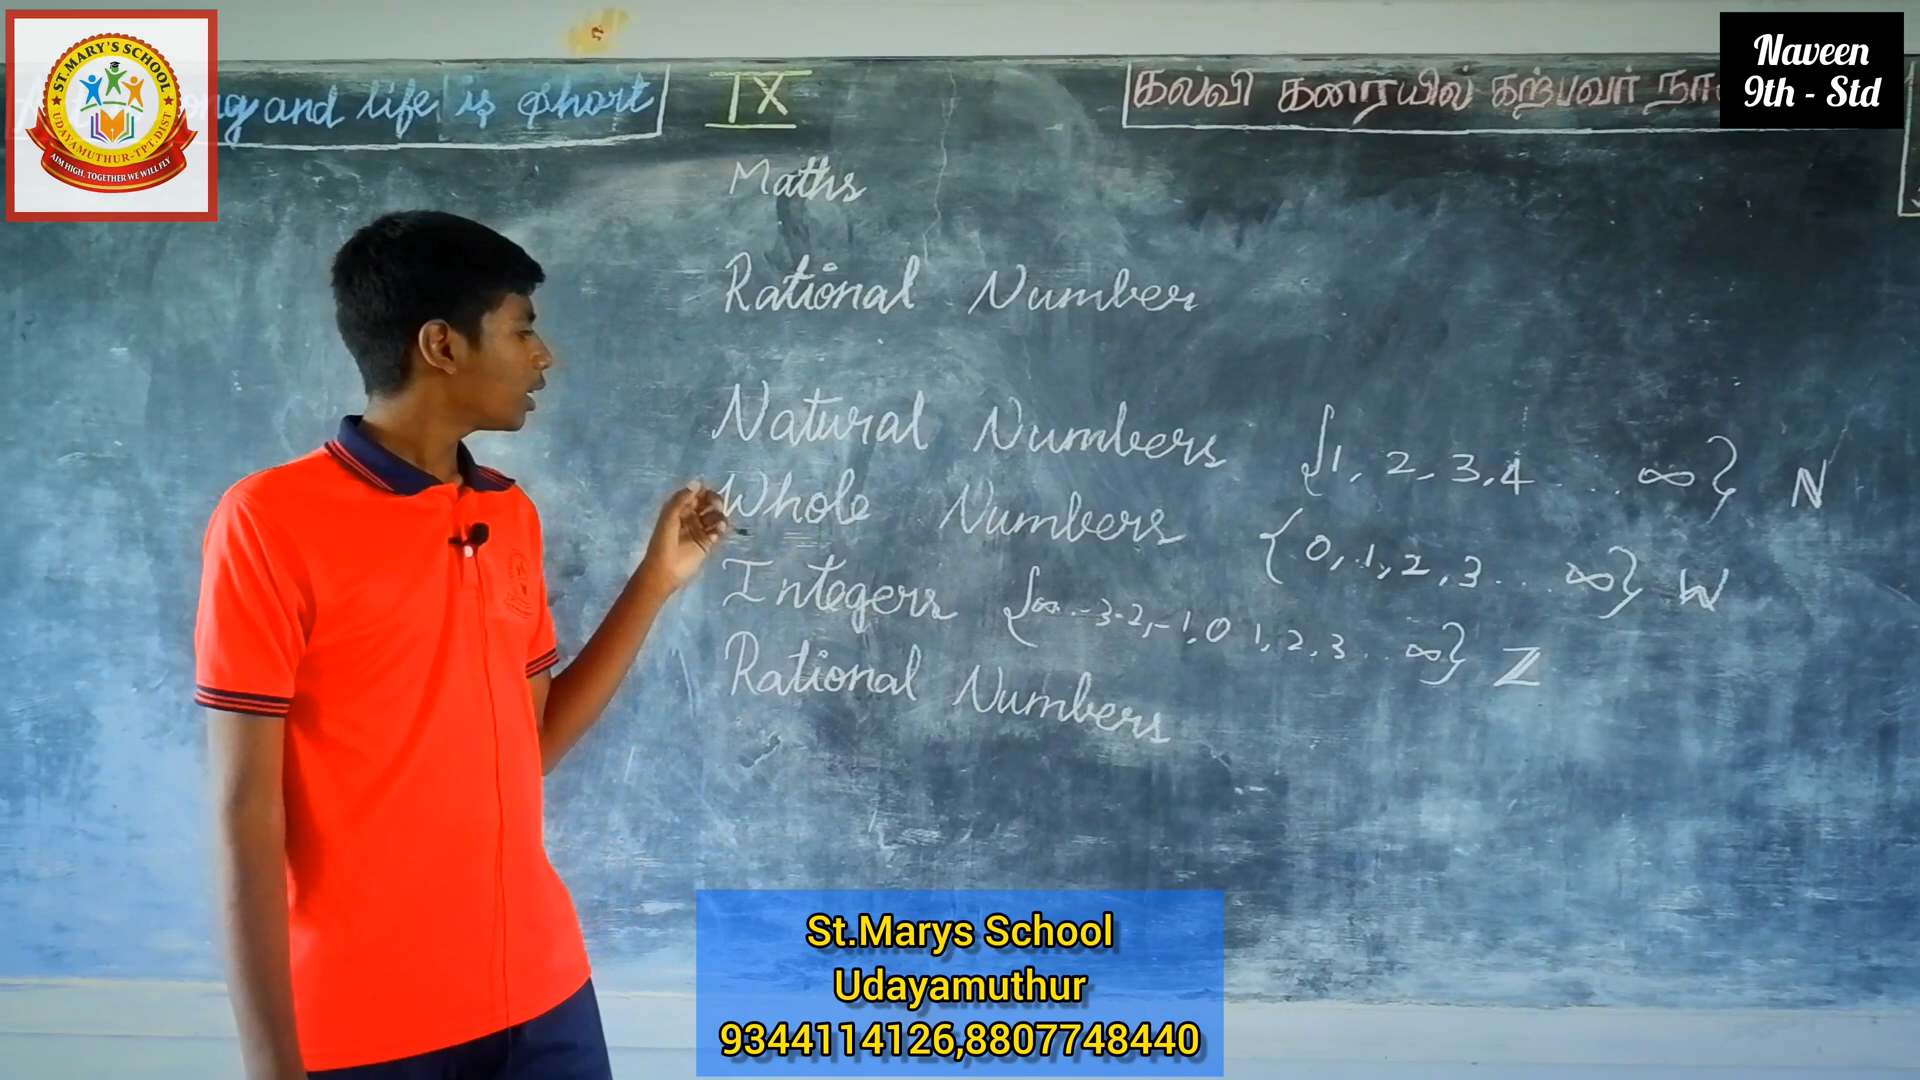 ST.MARY'S SCHOOL
UDAYAMUTHUR-TPT.DIST
AIM HIGH, TOGETHER WE WILL FLY
and life is short
IX
கல்வி கரையில கற்பவர்
Naveen
9th - Std
Maths
Rational Number
Natural Numbers {1, 2, 3, 4 ... ∞} N
Whole Numbers {0, 1, 2, 3 ... ∞} W
Integers {∞..-3-2,-1,0 1,2,3...∞} Z
Rational Numbers
St.Marys School
Udayamuthur
9344114126,8807748440